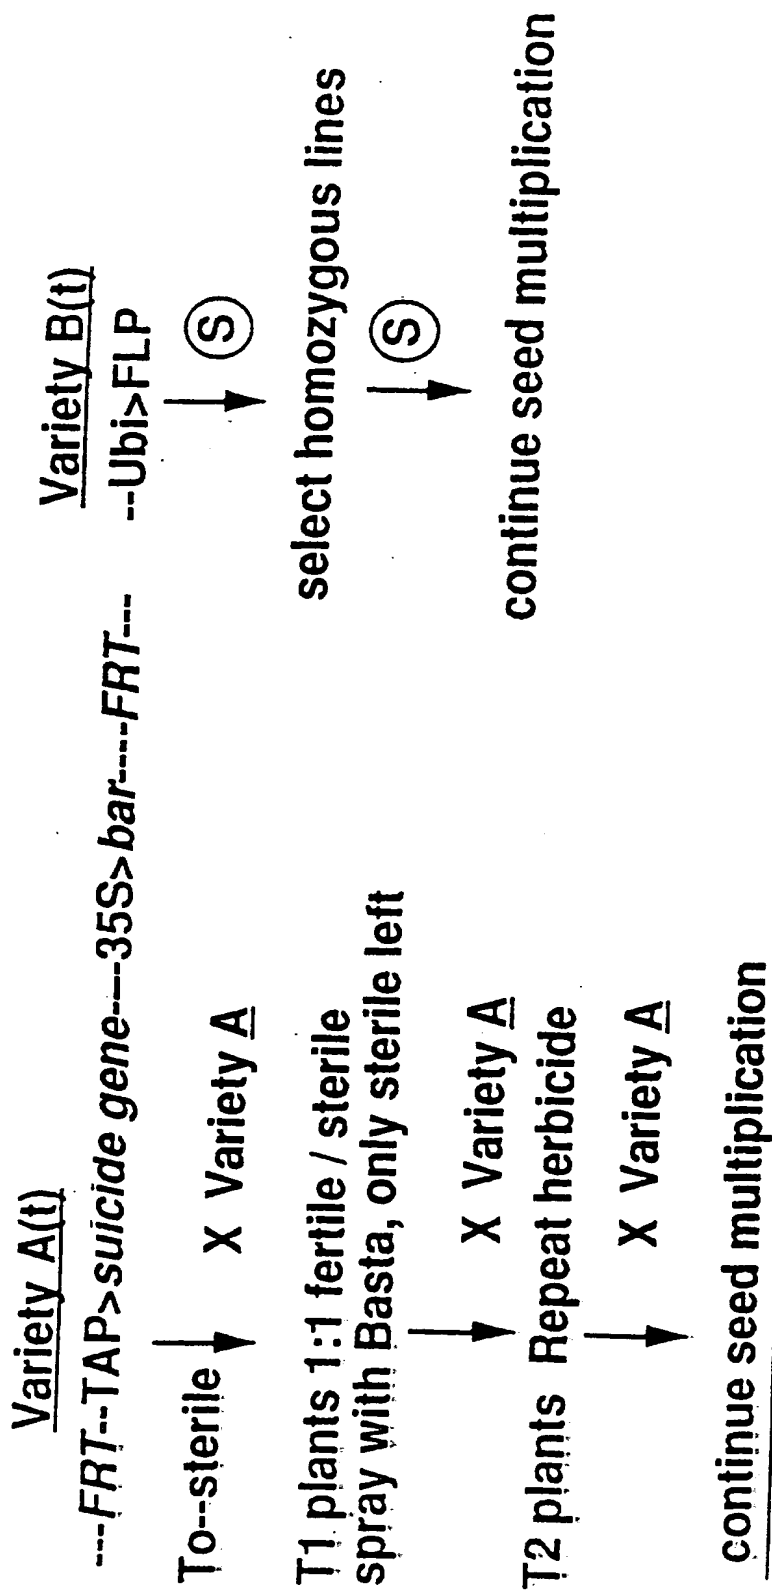 Variety A(t)
---FRT--TAP>suicide gene----35S>bar----FRT---
To--sterile
X Variety A
T1 plants 1:1 fertile / sterile
spray with Basta, only sterile left
X Variety A
T2 plants Repeat herbicide
X Variety A
continue seed multiplication
Variety B(t)
--Ubi>FLP
S
select homozygous lines
S
continue seed multiplication